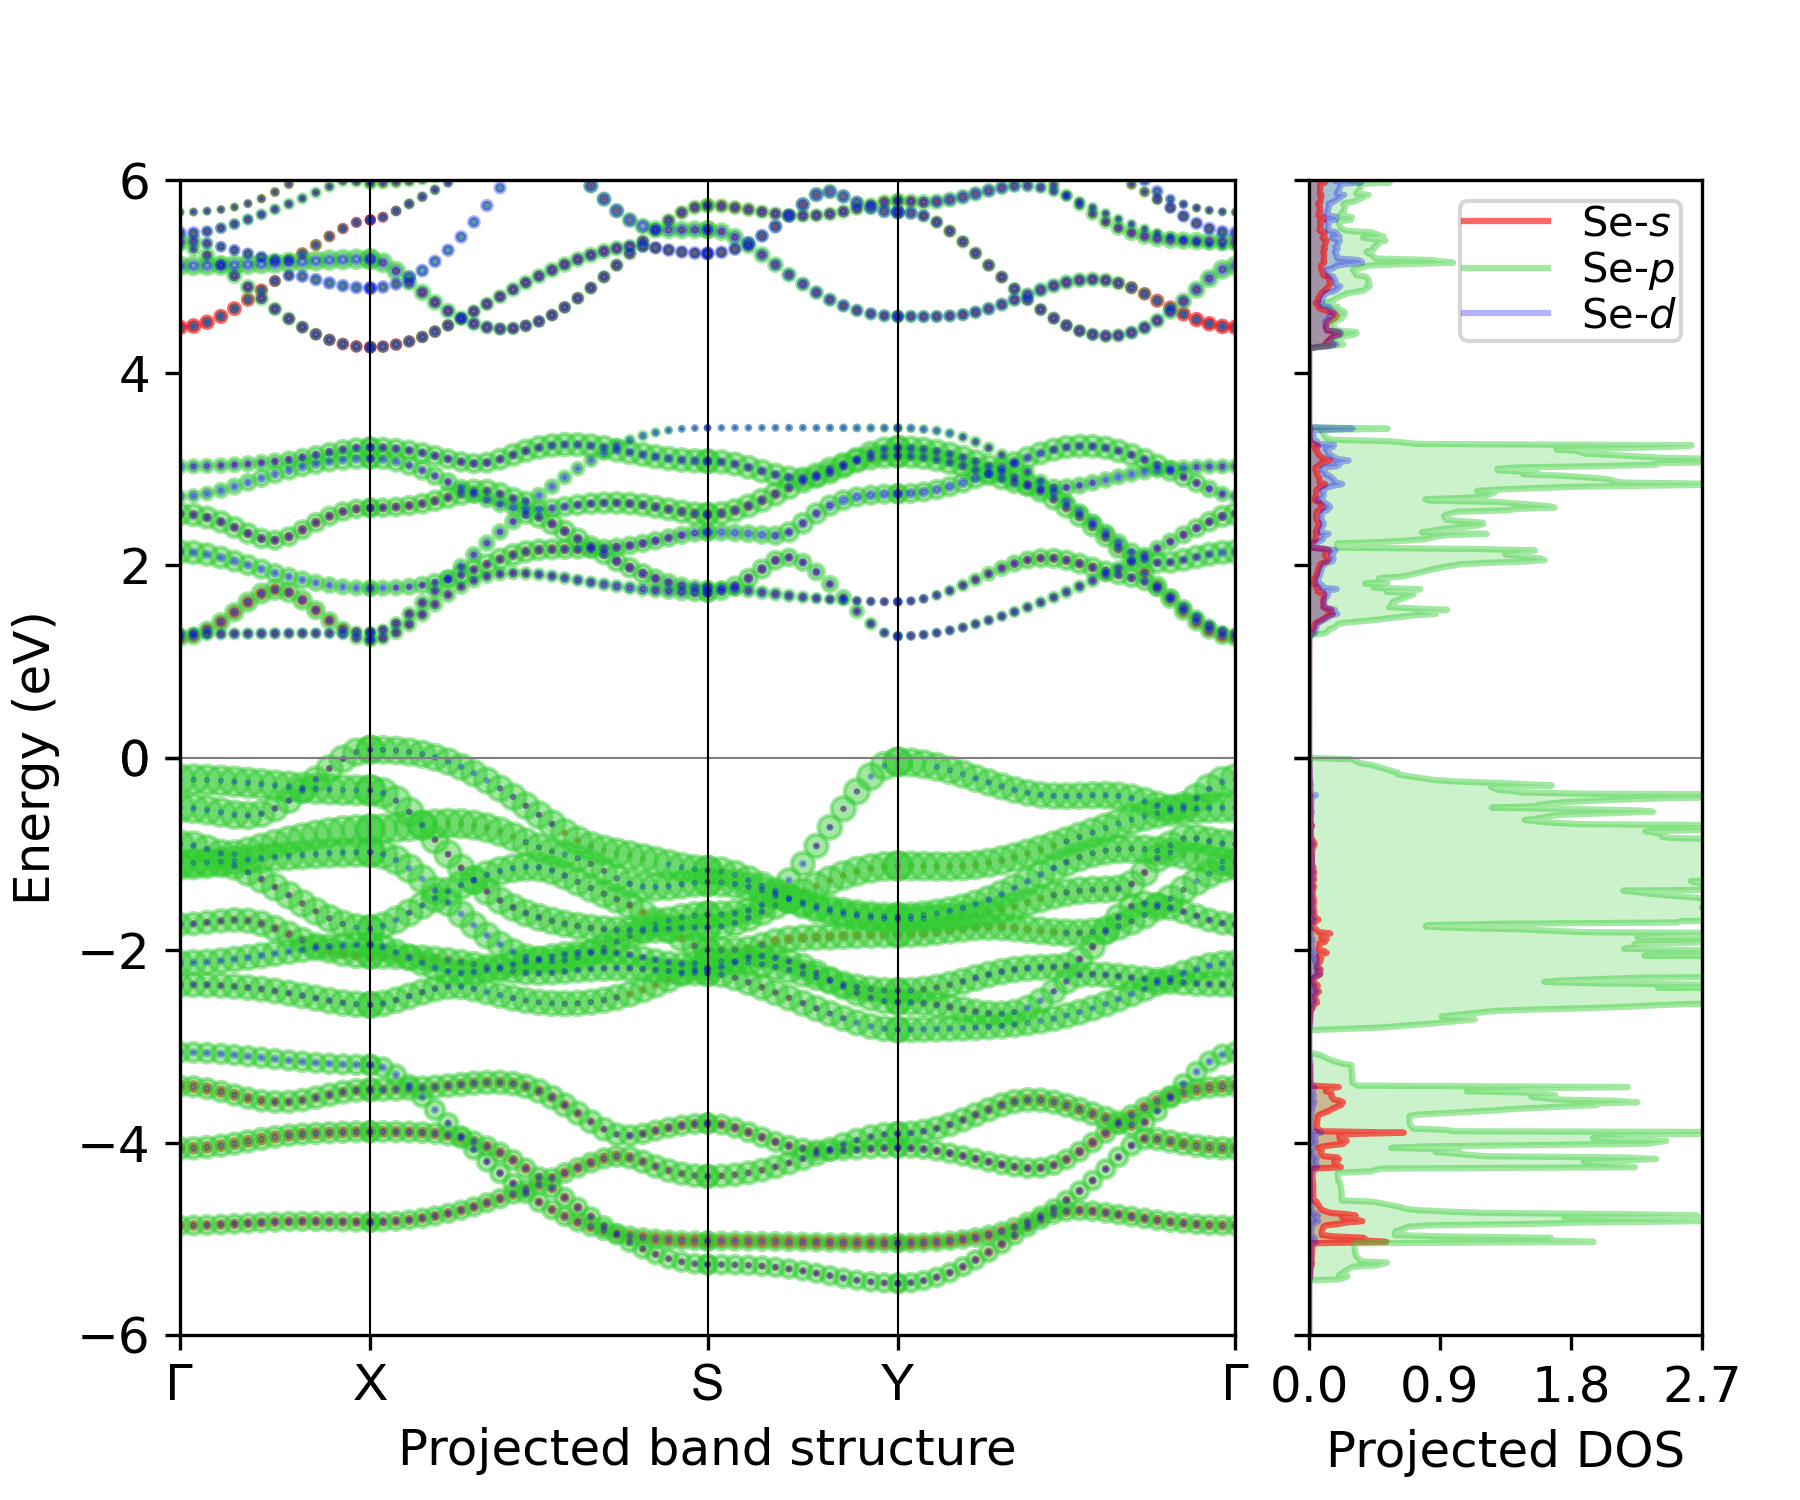 6
4
2
0
−2
−4
−6
Energy (eV)
Γ X S Y Γ
Projected band structure
Se-s
Se-p
Se-d
0.0 0.9 1.8 2.7
Projected DOS